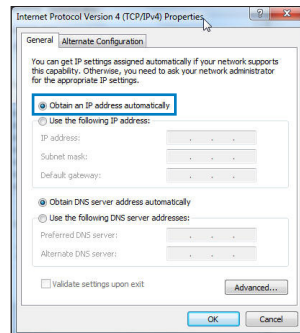 Internet Protocol Version 4 (TCP/IPv4) Properties
General
Alternate Configuration
You can get IP settings assigned automatically if your network supports
this capability. Otherwise, you need to ask your network administrator
for the appropriate IP settings.
Obtain an IP address automatically
Use the following IP address:
IP address:
Subnet mask:
Default gateway:
Obtain DNS server address automatically
Use the following DNS server addresses:
Preferred DNS server:
Alternate DNS server:
Validate settings upon exit
Advanced...
OK
Cancel